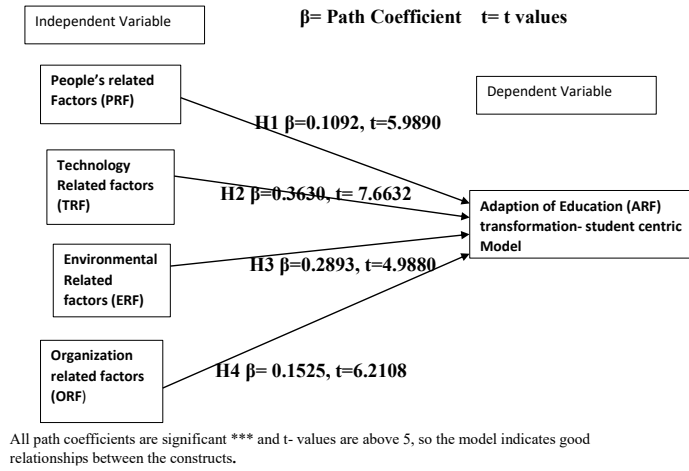 Independent Variable
β= Path Coefficient t= t values
People's related
Factors (PRF)
Dependent Variable
H1 β=0.1092, t=5.9890
Technology
Related factors
(TRF)
H2 β=0.3630, t= 7.6632
Adaption of Education (ARF)
transformation- student centric
Model
Environmental
Related
factors (ERF)
H3 β=0.2893, t=4.9880
Organization
related factors
(ORF)
H4 β= 0.1525, t=6.2108
All path coefficients are significant *** and t- values are above 5, so the model indicates good
relationships between the constructs.